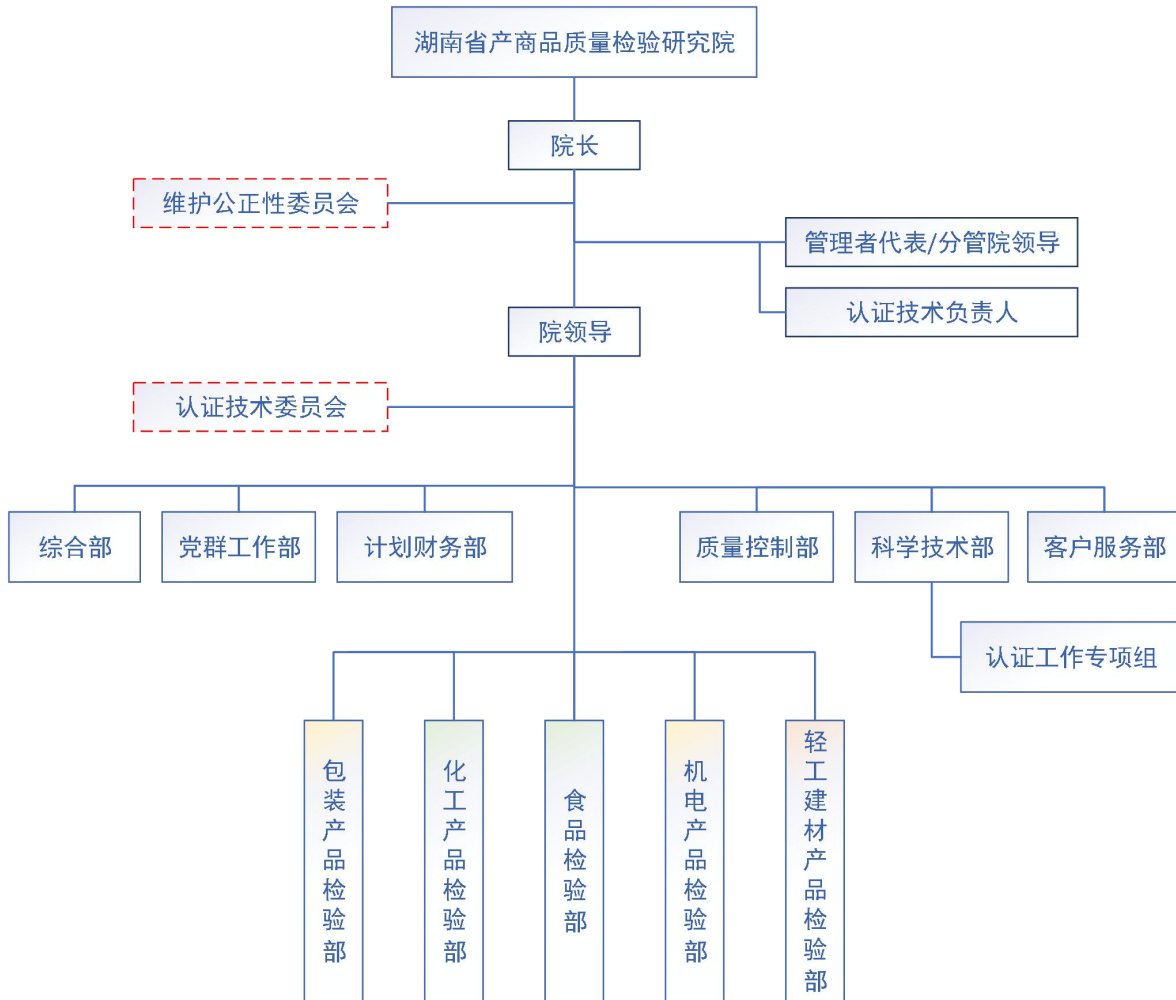 湖南省产商品质量检验研究院
院长
维护公正性委员会
管理者代表/分管院领导
认证技术负责人
院领导
认证技术委员会
综合部
党群工作部
计划财务部
质量控制部
科学技术部
客户服务部
认证工作专项组
包装产品检验部
化工产品检验部
食品检验部
机电产品检验部
轻工建材产品检验部